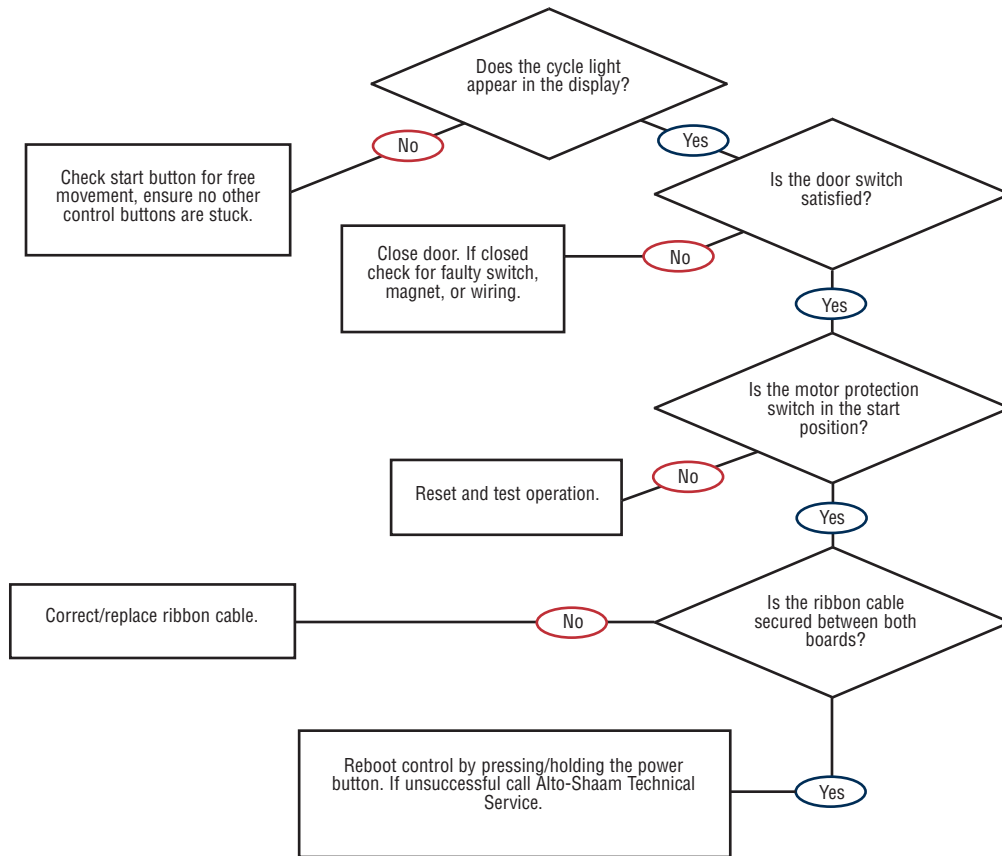 Does the cycle light
appear in the display?
No
Yes
Check start button for free
movement, ensure no other
control buttons are stuck.
Is the door switch
satisfied?
Close door. If closed
check for faulty switch,
magnet, or wiring.
No
Yes
Is the motor protection
switch in the start
position?
No
Reset and test operation.
Yes
Is the ribbon cable
secured between both
boards?
No
Correct/replace ribbon cable.
Reboot control by pressing/holding the power
button. If unsuccessful call Alto-Shaam Technical
Service.
Yes